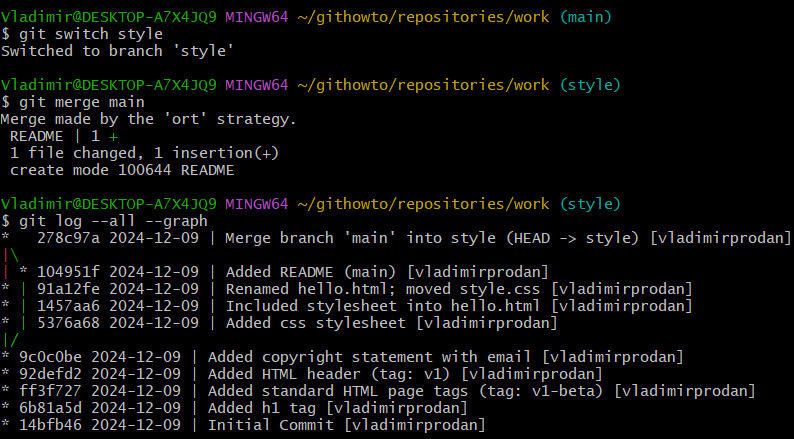 Vladimir@DESKTOP-A7X4JQ9 MINGW64 ~/githowto/repositories/work (main)
$ git switch style
Switched to branch 'style'

Vladimir@DESKTOP-A7X4JQ9 MINGW64 ~/githowto/repositories/work (style)
$ git merge main
Merge made by the 'ort' strategy.
 README | 1 +
 1 file changed, 1 insertion(+)
 create mode 100644 README

Vladimir@DESKTOP-A7X4JQ9 MINGW64 ~/githowto/repositories/work (style)
$ git log --all --graph
*   278c97a 2024-12-09 | Merge branch 'main' into style (HEAD -> style) [vladimirprodan]
|\
| * 104951f 2024-12-09 | Added README (main) [vladimirprodan]
* | 91a12fe 2024-12-09 | Renamed hello.html; moved style.css [vladimirprodan]
* | 1457aa6 2024-12-09 | Included stylesheet into hello.html [vladimirprodan]
* | 5376a68 2024-12-09 | Added css stylesheet [vladimirprodan]
|/
* 9c0c0be 2024-12-09 | Added copyright statement with email [vladimirprodan]
* 92defd2 2024-12-09 | Added HTML header (tag: v1) [vladimirprodan]
* ff3f727 2024-12-09 | Added standard HTML page tags (tag: v1-beta) [vladimirprodan]
* 6b81a5d 2024-12-09 | Added h1 tag [vladimirprodan]
* 14bfb46 2024-12-09 | Initial Commit [vladimirprodan]